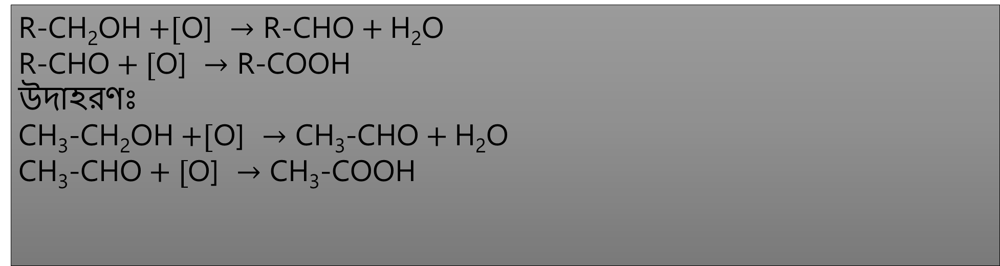 R-CH₂OH +[O] → R-CHO + H₂O
R-CHO + [O] → R-COOH
উদাহরণঃ
CH₃-CH₂OH +[O] → CH₃-CHO + H₂O
CH₃-CHO + [O] → CH₃-COOH